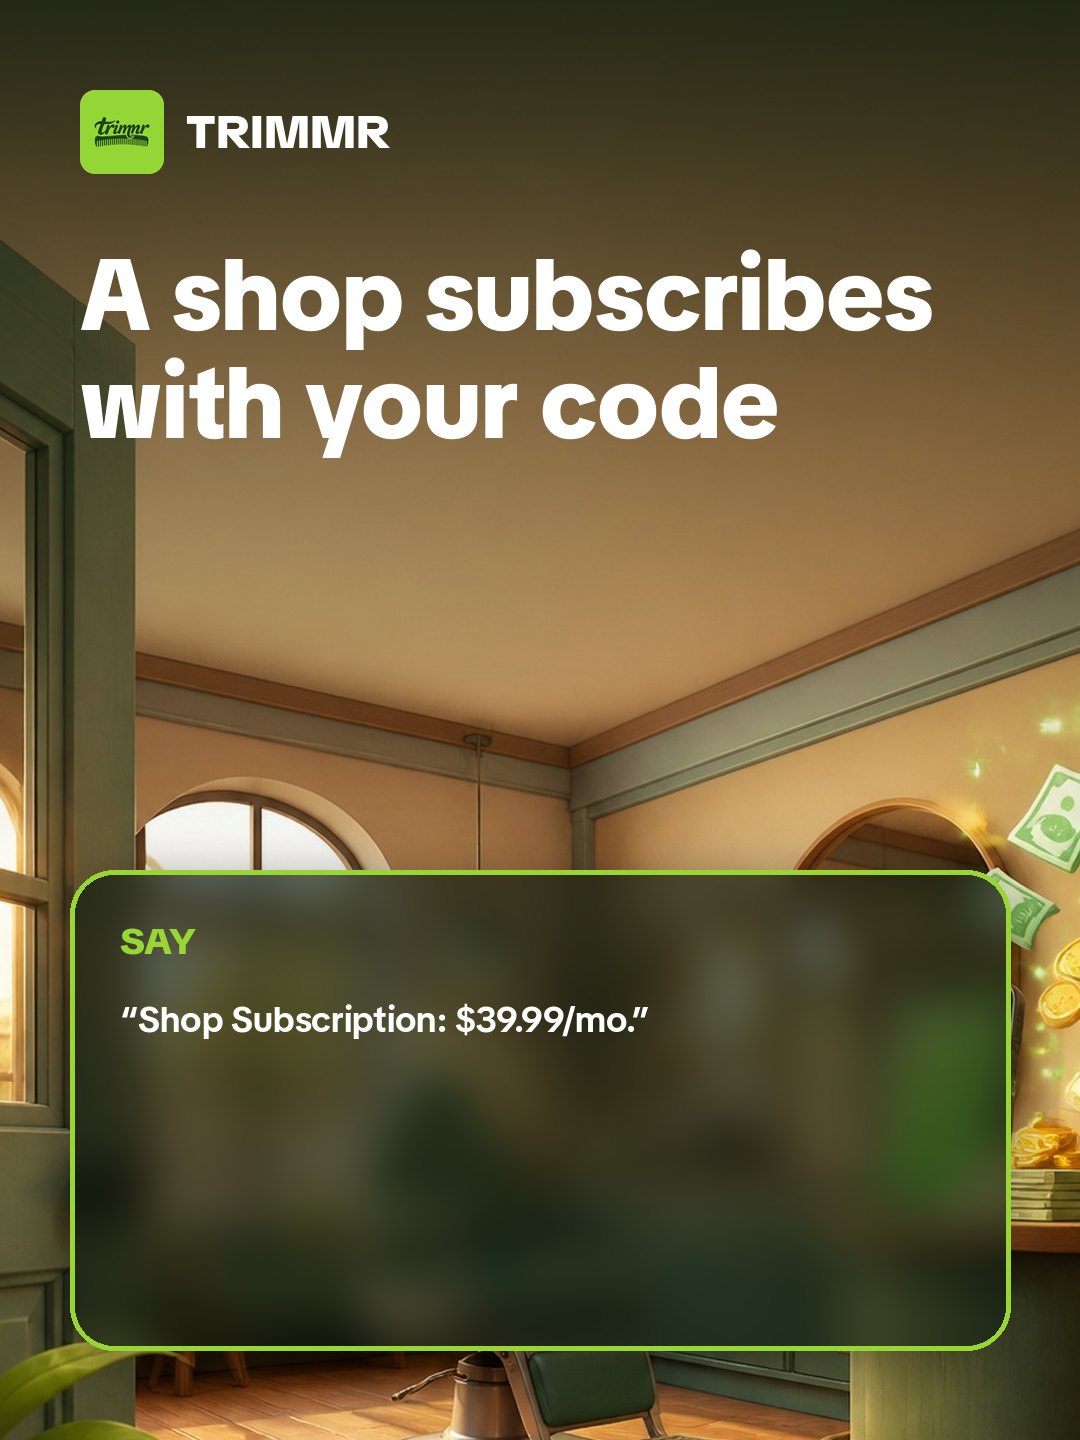 trimmr
TRIMMR
A shop subscribes
with your code
SAY
“Shop Subscription: $39.99/mo.”